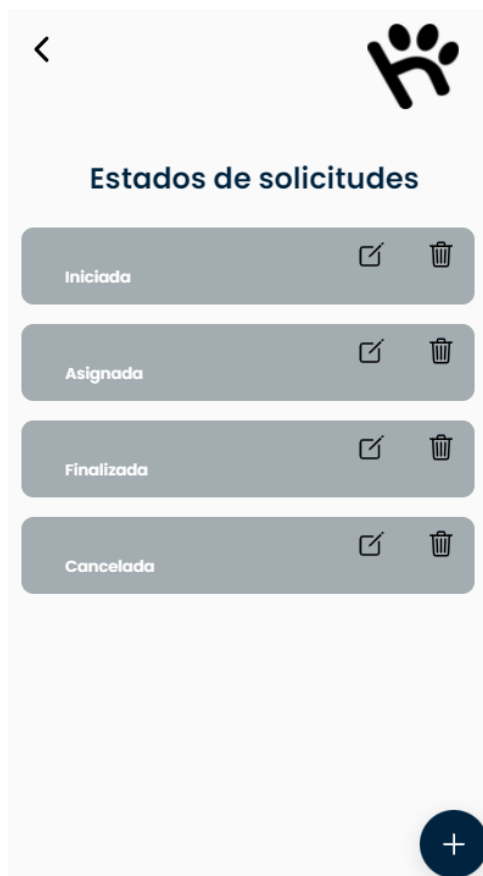 Estados de solicitudes
Iniciada
Asignada
Finalizada
Cancelada